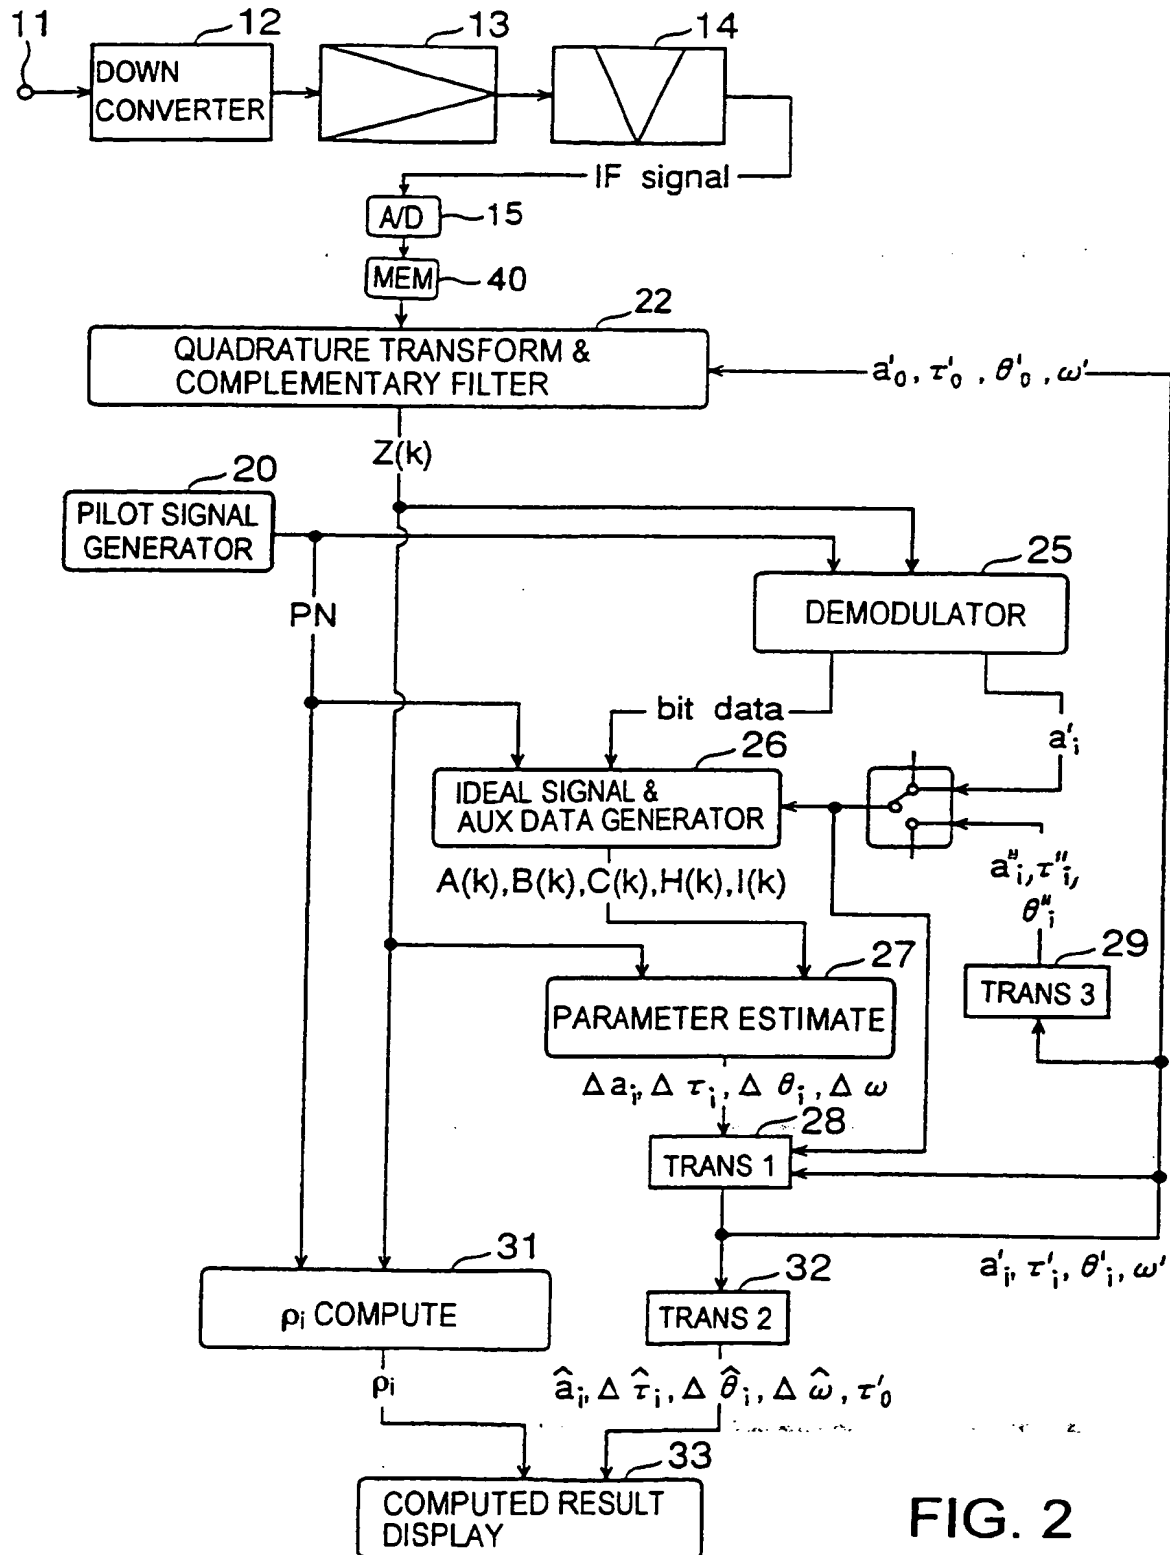 11
12
13
14
DOWN
CONVERTER
IF signal
A/D
15
MEM
40
22
QUADRATURE TRANSFORM &
COMPLEMENTARY FILTER
a'₀, τ'₀, θ'₀, ω'
Z(k)
20
PILOT SIGNAL
GENERATOR
25
DEMODULATOR
PN
bit data
a'ᵢ
26
IDEAL SIGNAL &
AUX DATA GENERATOR
A(k),B(k),C(k),H(k),I(k)
a"ᵢ, τ"ᵢ,
θ"ᵢ
27
PARAMETER ESTIMATE
29
TRANS 3
Δaᵢ, Δτᵢ, Δθᵢ, Δω
28
TRANS 1
31
ρᵢ COMPUTE
32
TRANS 2
a'ᵢ, τ'ᵢ, θ'ᵢ, ω'
ρᵢ
âᵢ, Δτ̂ᵢ, Δθ̂ᵢ, Δω̂, τ'₀
33
COMPUTED RESULT
DISPLAY
FIG. 2